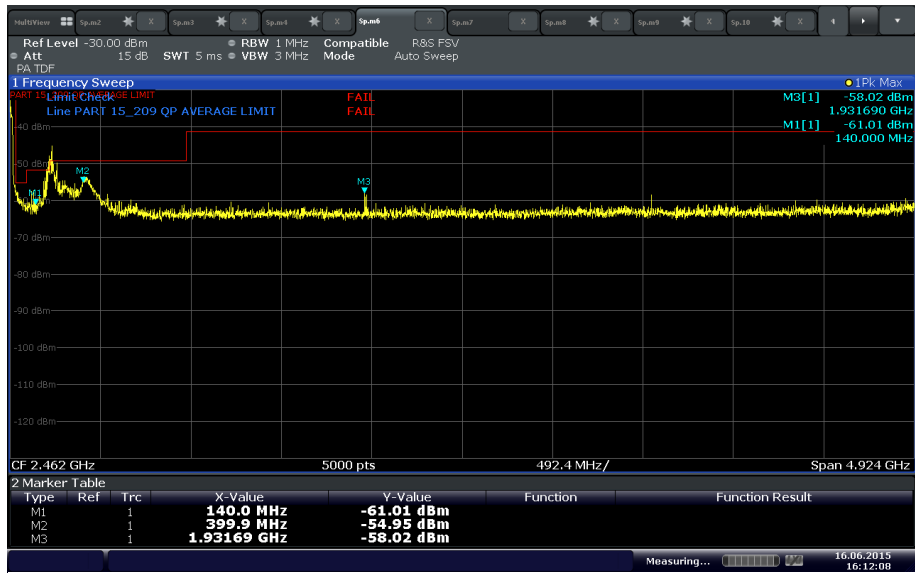 MultiView Sp.m2 X Sp.m3 X Sp.m4 X Sp.m6 X Sp.m7 X Sp.m8 X Sp.m9 X Sp.10 X
Ref Level -30.00 dBm RBW 1 MHz Compatible R&S FSV
Att 15 dB SWT 5 ms VBW 3 MHz Mode Auto Sweep
PA TDF
1 Frequency Sweep 1Pk Max
Limit Check FAIL M3[1] -58.02 dBm
Line PART 15_209 QP AVERAGE LIMIT FAIL 1.931690 GHz
-40 dBm M1[1] -61.01 dBm
140.000 MHz
-50 dBm
M2
M3
M1
-70 dBm
-80 dBm
-100 dBm
-110 dBm
-120 dBm
CF 2.462 GHz 5000 pts 492.4 MHz/ Span 4.924 GHz
2 Marker Table
Type Ref Trc X-Value Y-Value Function Function Result
M1 1 140.0 MHz -61.01 dBm
M2 1 399.9 MHz -54.95 dBm
M3 1 1.93169 GHz -58.02 dBm
Measuring... 16.06.2015
16:12:08